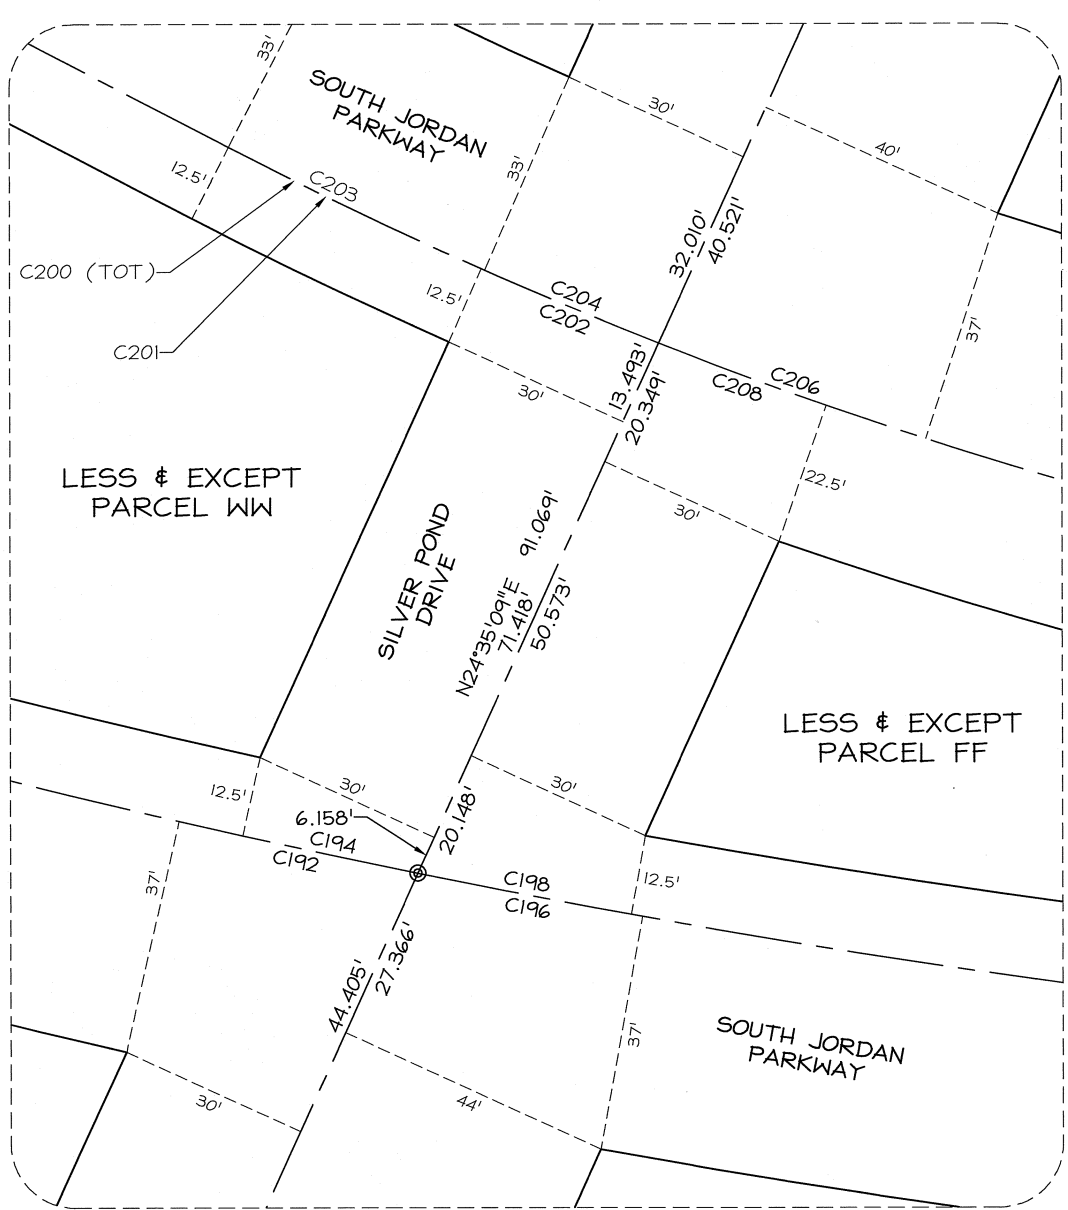 33'
SOUTH JORDAN
PARKWAY
30'
40'
12.5'
C203
33'
32.010'
40.521'
C200 (TOT)
12.5'
C204
C202
37'
C201
13.493'
20.349'
C206
C208
30'
LESS & EXCEPT
PARCEL WW
22.5'
30'
SILVER POND
DRIVE
N24°35'09"E 91.069'
71.418'
50.573'
LESS & EXCEPT
PARCEL FF
12.5'
30'
30'
6.158'
20.148'
C194
C192
37'
C198
C196
12.5'
44.405'
27.366'
SOUTH JORDAN
PARKWAY
37'
30'
44'